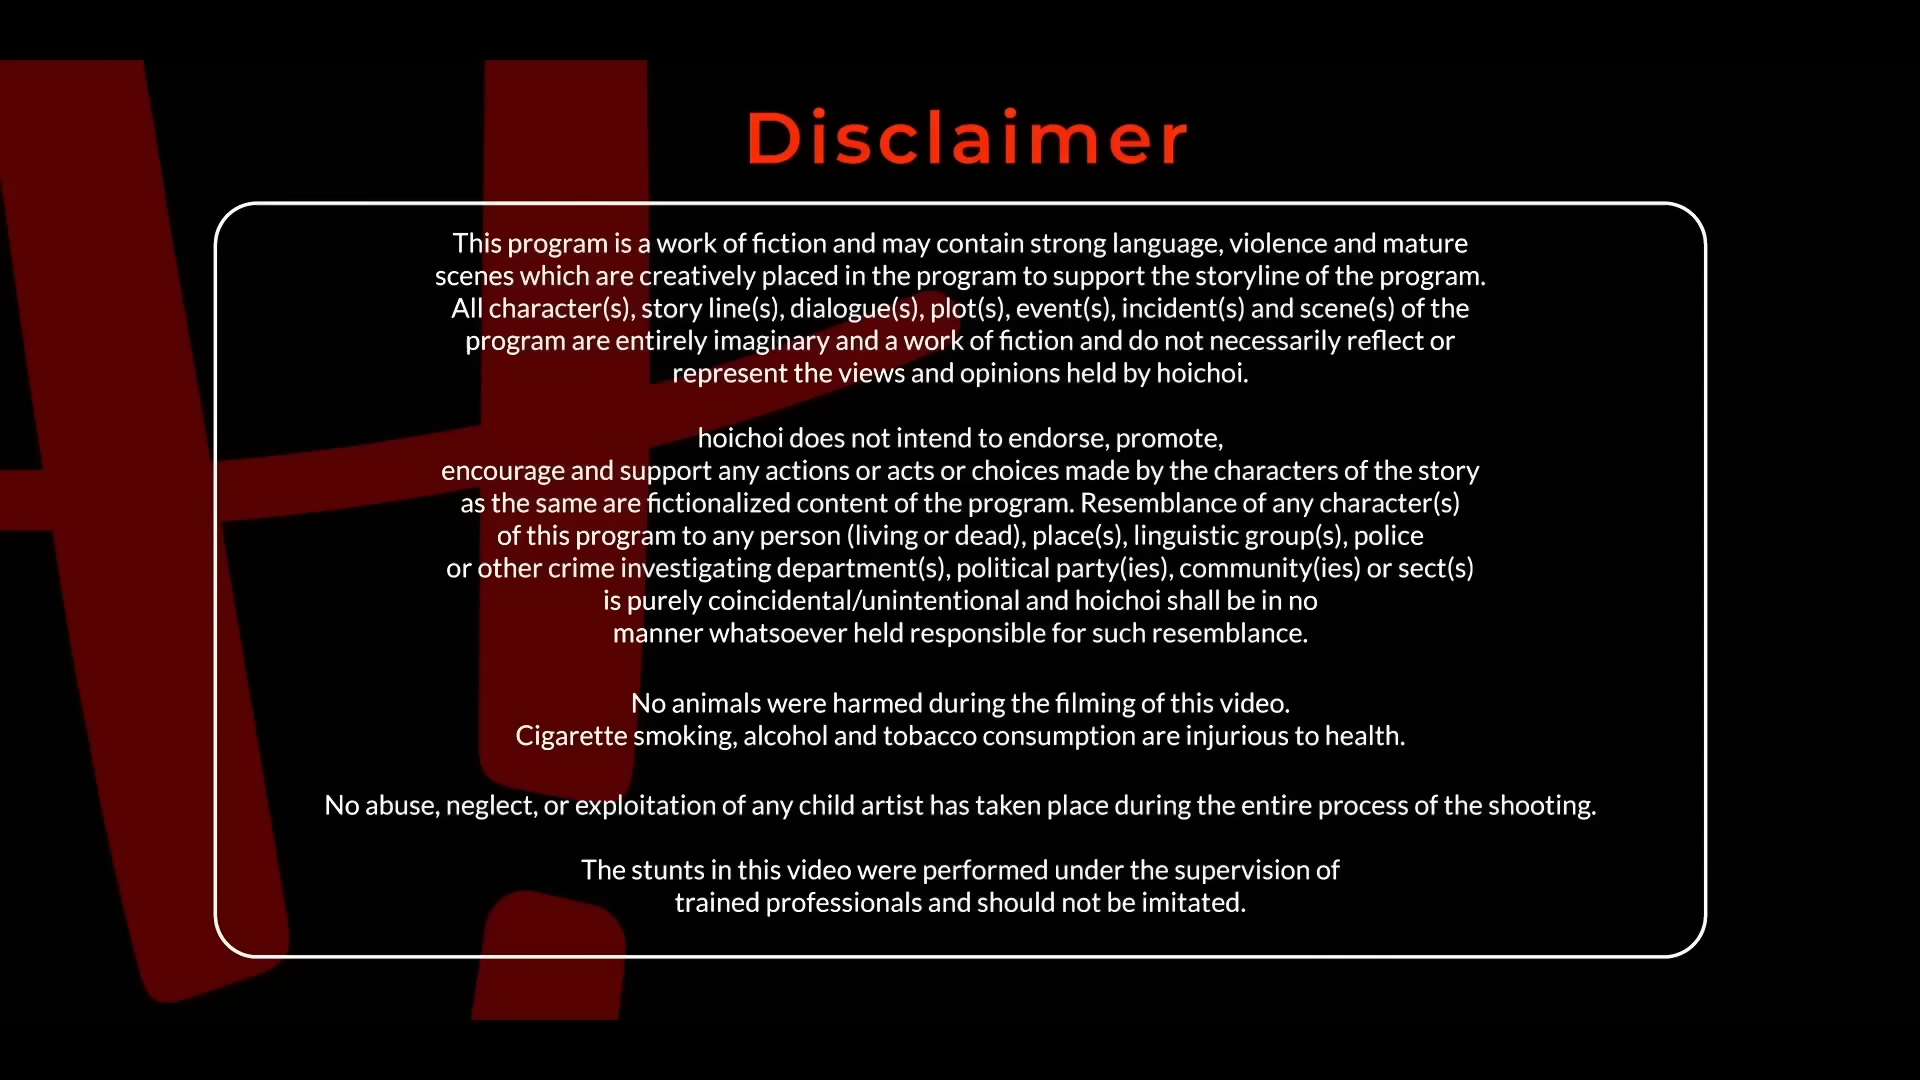 Disclaimer
This program is a work of fiction and may contain strong language, violence and mature
scenes which are creatively placed in the program to support the storyline of the program.
All character(s), story line(s), dialogue(s), plot(s), event(s), incident(s) and scene(s) of the
program are entirely imaginary and a work of fiction and do not necessarily reflect or
represent the views and opinions held by hoichoi.
hoichoi does not intend to endorse, promote,
encourage and support any actions or acts or choices made by the characters of the story
as the same are fictionalized content of the program. Resemblance of any character(s)
of this program to any person (living or dead), place(s), linguistic group(s), police
or other crime investigating department(s), political party(ies), community(ies) or sect(s)
is purely coincidental/unintentional and hoichoi shall be in no
manner whatsoever held responsible for such resemblance.
No animals were harmed during the filming of this video.
Cigarette smoking, alcohol and tobacco consumption are injurious to health.
No abuse, neglect, or exploitation of any child artist has taken place during the entire process of the shooting.
The stunts in this video were performed under the supervision of
trained professionals and should not be imitated.